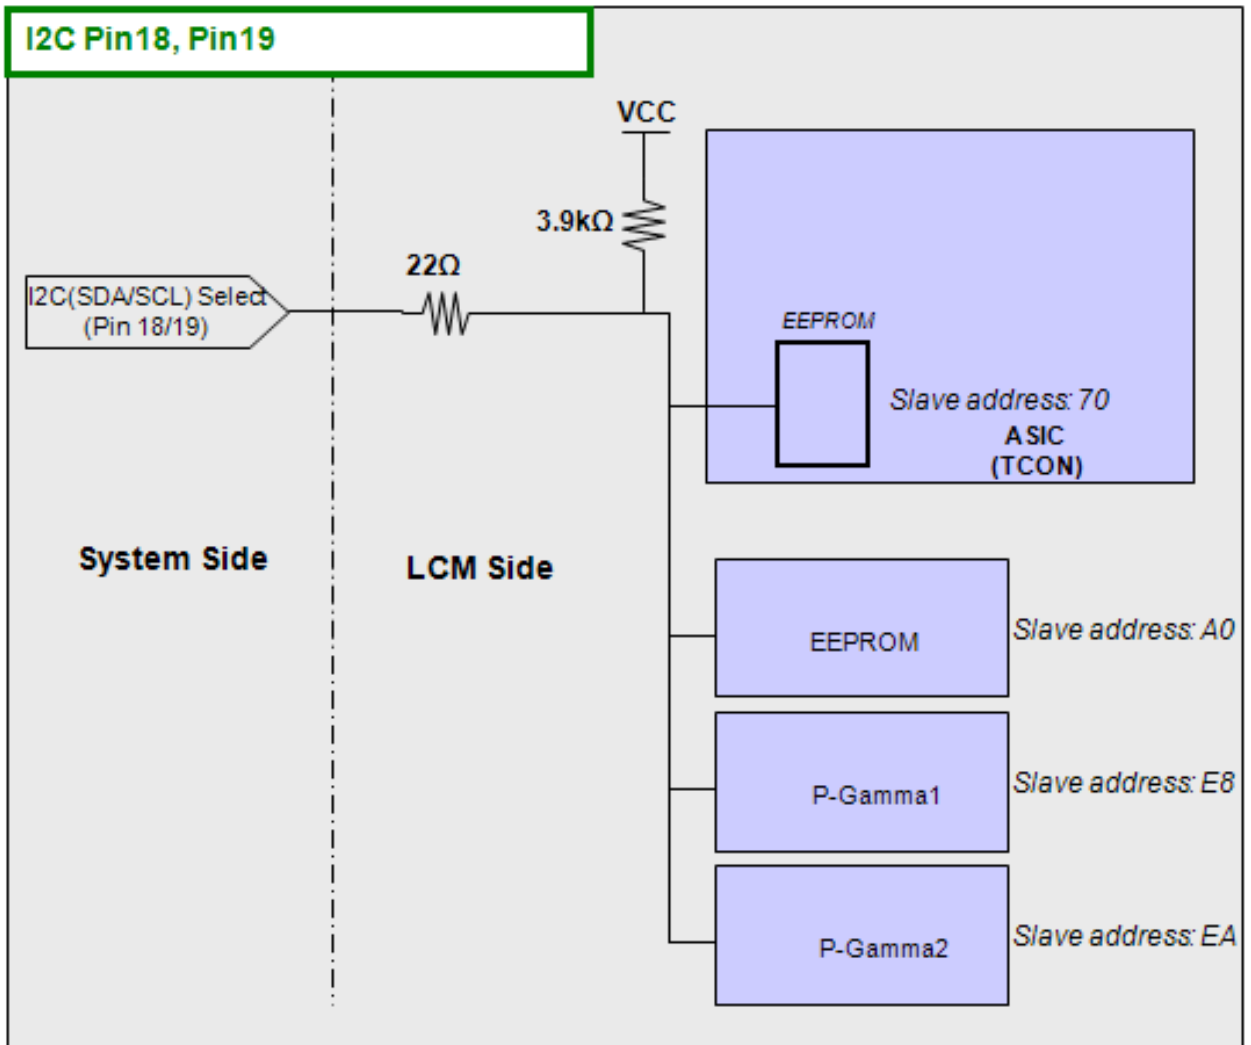 I2C Pin18, Pin19
VCC
3.9kΩ
22Ω
I2C(SDA/SCL) Select
(Pin 18/19)
EEPROM
Slave address: 70
ASIC
(TCON)
System Side
LCM Side
EEPROM
Slave address: A0
P-Gamma1
Slave address: E8
P-Gamma2
Slave address: EA